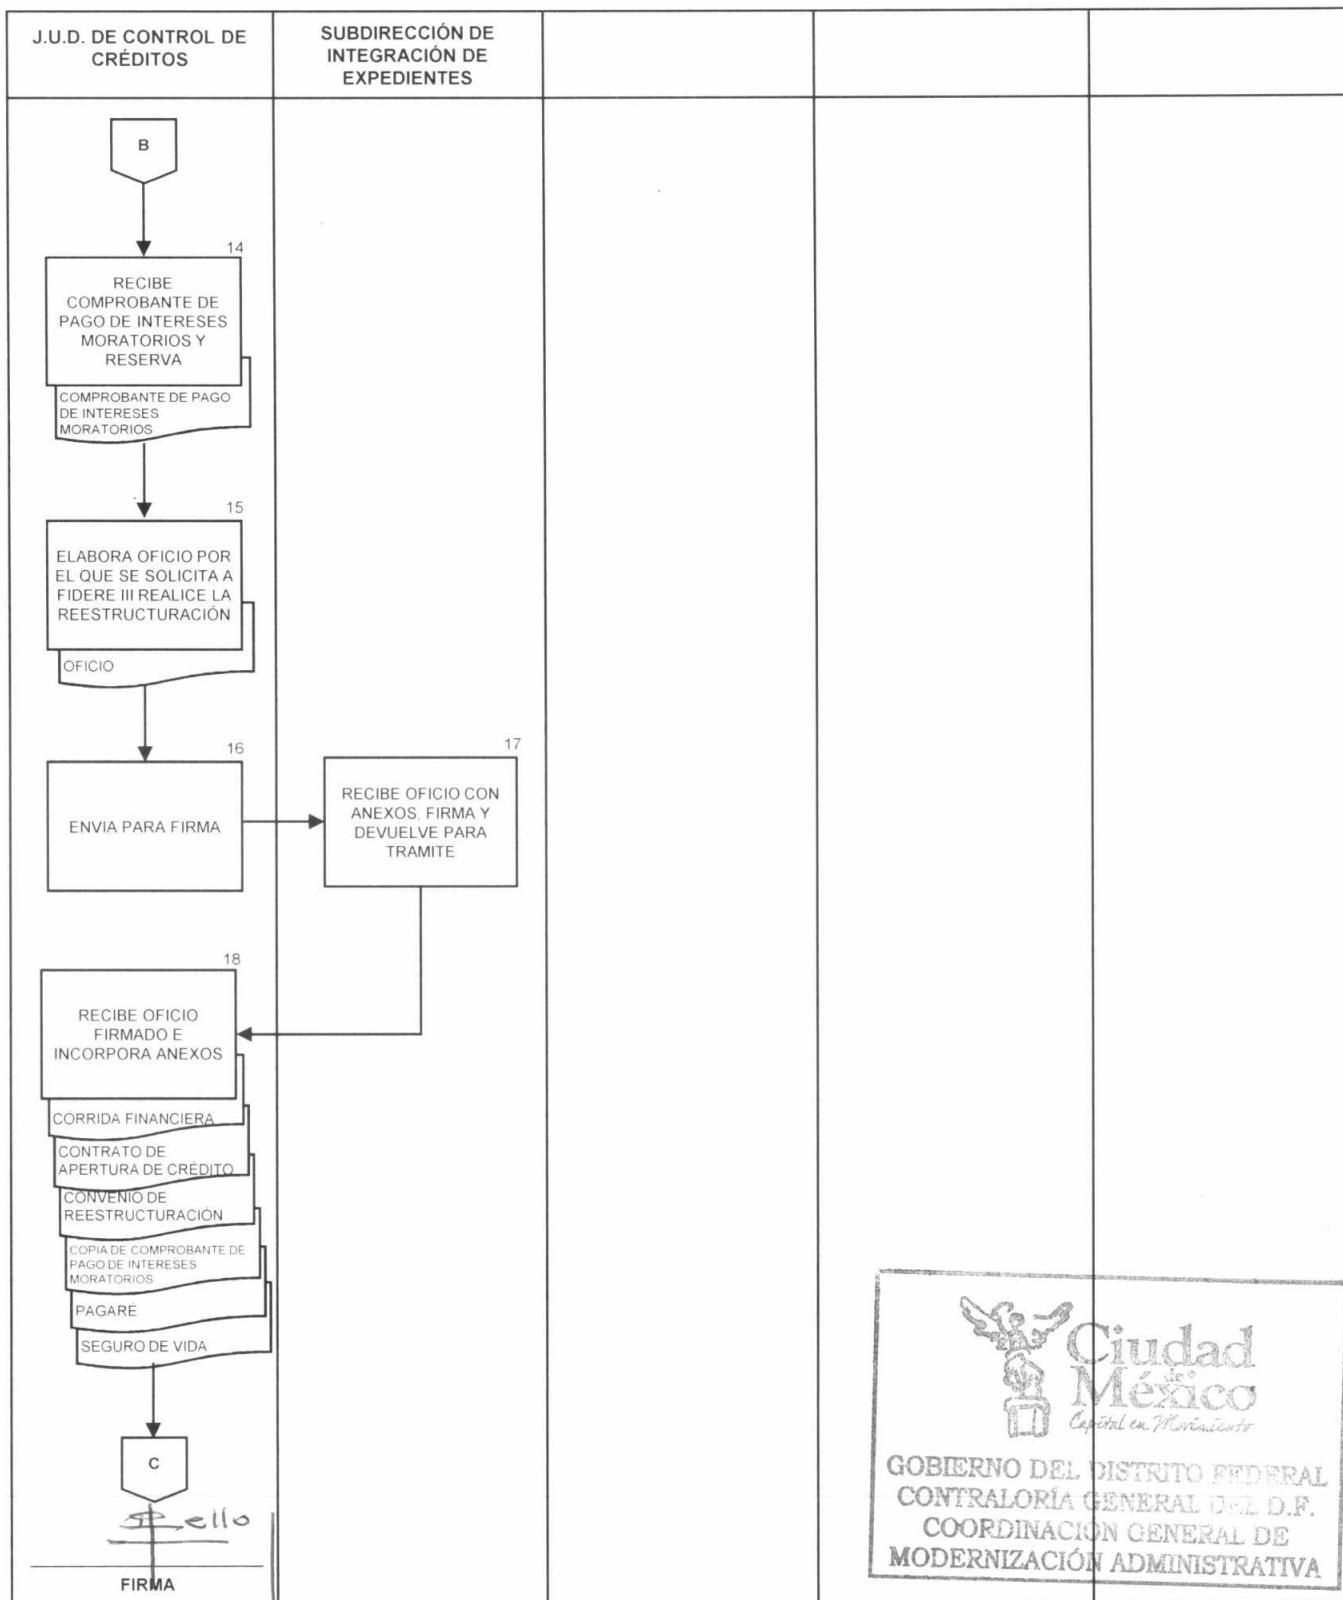 J.U.D. DE CONTROL DE
CRÉDITOS
SUBDIRECCIÓN DE
INTEGRACIÓN DE
EXPEDIENTES
B
14
RECIBE
COMPROBANTE DE
PAGO DE INTERESES
MORATORIOS Y
RESERVA
COMPROBANTE DE PAGO
DE INTERESES
MORATORIOS
15
ELABORA OFICIO POR
EL QUE SE SOLICITA A
FIDERE III REALICE LA
REESTRUCTURACIÓN
OFICIO
16
ENVIA PARA FIRMA
17
RECIBE OFICIO CON
ANEXOS, FIRMA Y
DEVUELVE PARA
TRAMITE
18
RECIBE OFICIO
FIRMADO E
INCORPORA ANEXOS
CORRIDA FINANCIERA
CONTRATO DE
APERTURA DE CRÉDITO
CONVENIO DE
REESTRUCTURACIÓN
COPIA DE COMPROBANTE DE
PAGO DE INTERESES
MORATORIOS
PAGARÉ
SEGURO DE VIDA
C
FIRMA
Ciudad
de
México
Capital en Movimiento
GOBIERNO DEL DISTRITO FEDERAL
CONTRALORÍA GENERAL DEL D.F.
COORDINACIÓN GENERAL DE
MODERNIZACIÓN ADMINISTRATIVA